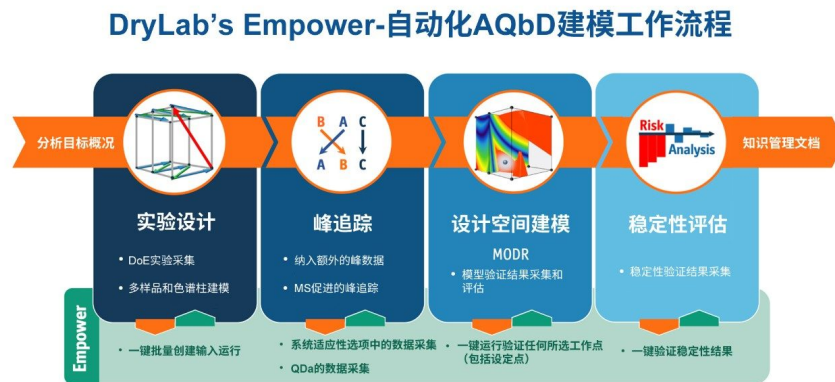 DryLab's Empower-自动化AQbD建模工作流程
分析目标概况
B A C
A B C
Risk
Analysis
知识管理文档
实验设计
• DoE实验采集
• 多样品和色谱柱建模
峰追踪
• 纳入额外的峰数据
• MS促进的峰追踪
设计空间建模
MODR
• 模型验证结果采集和
评估
稳定性评估
• 稳定性验证结果采集
Empower
• 一键批量创建输入运行
• 系统适应性选项中的数据采集
• QDa的数据采集
• 一键运行验证任何所选工作点
（包括设定点）
• 一键验证稳定性结果